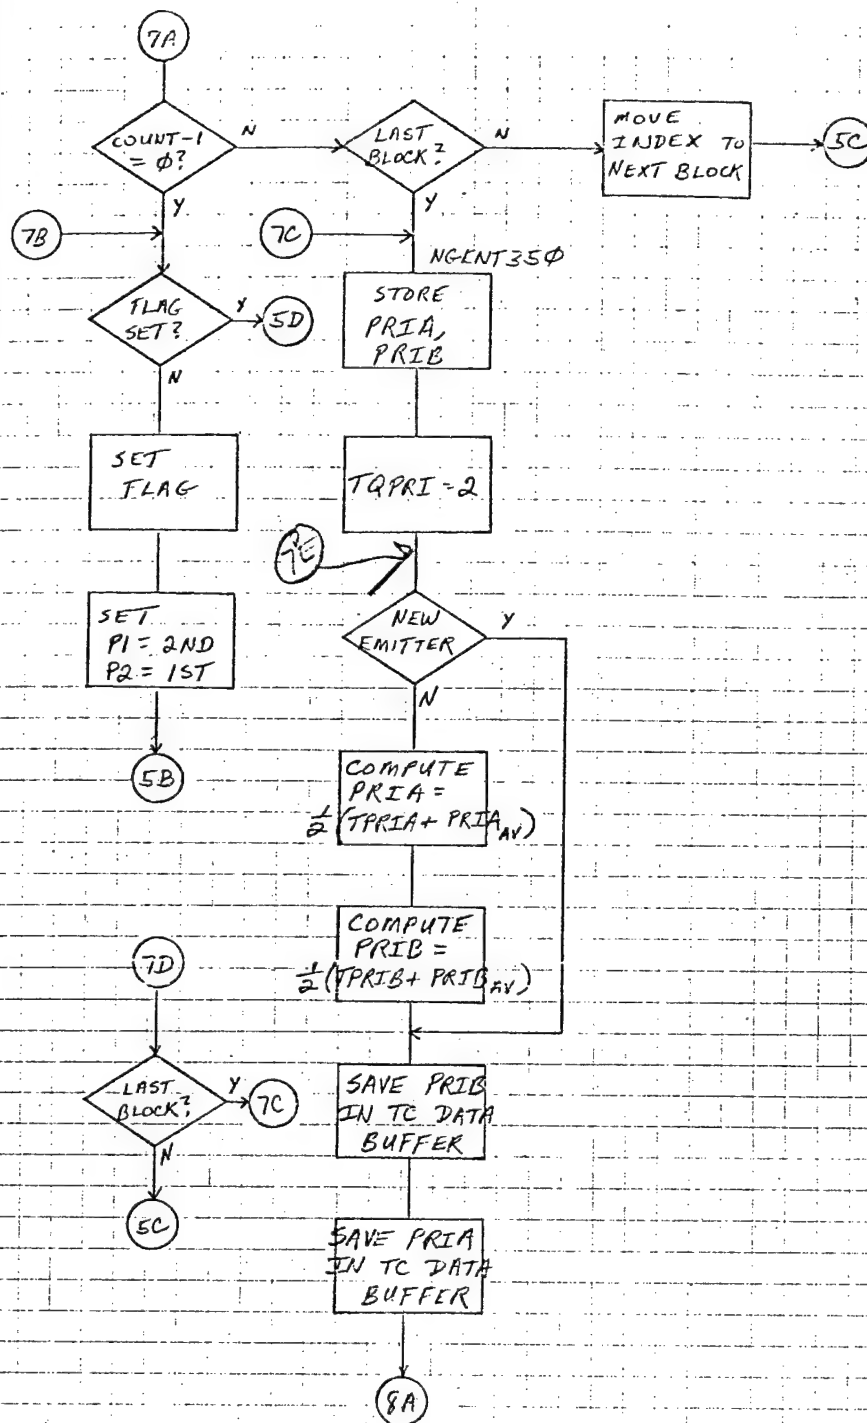 7A
COUNT-1
= φ?
N
Y
LAST
BLOCK?
N
Y
MOVE
INDEX TO
NEXT BLOCK
5C
7B
7C
NGENT35φ
FLAG
SET?
Y
5D
N
STORE
PRIA,
PRIB
SET
FLAG
TQPRI=2
7E
SET
P1 = 2ND
P2 = 1ST
NEW
EMITTER
Y
N
5B
COMPUTE
PRIA =
½(TPRIA + PRIA_AV)
COMPUTE
PRIB =
½(TPRIB + PRIB_AV)
7D
LAST
BLOCK?
Y
7C
N
5C
SAVE PRIB
IN TC DATA
BUFFER
SAVE PRIA
IN TC DATA
BUFFER
8A